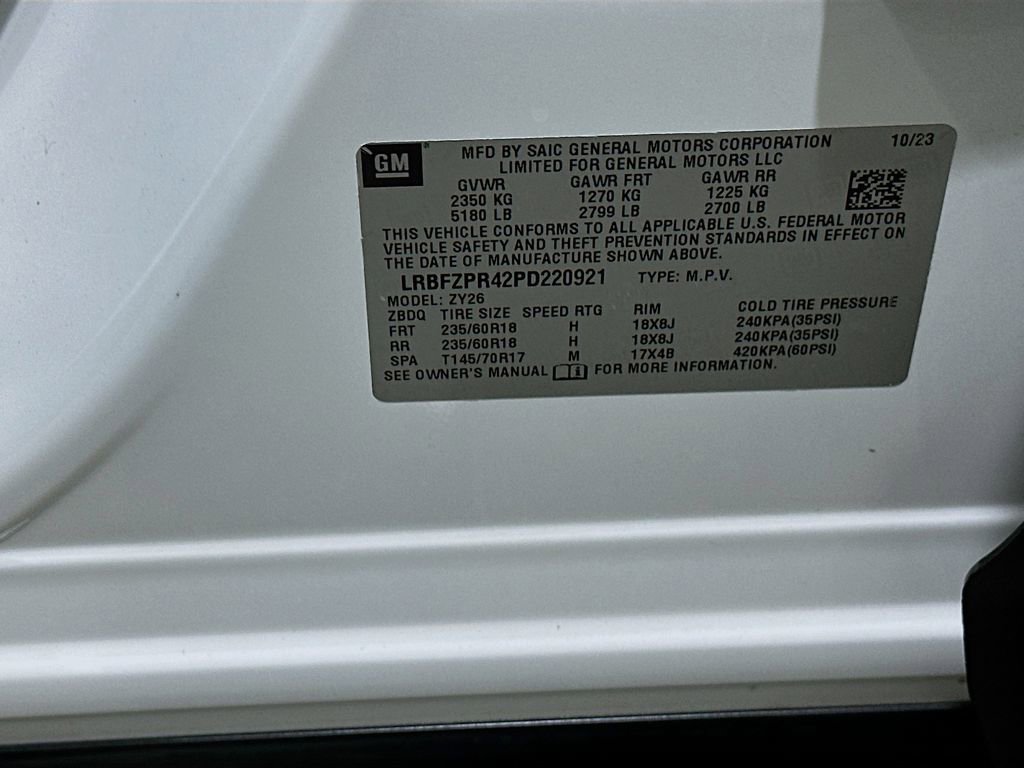 GM
MFD BY SAIC GENERAL MOTORS CORPORATION 10/23
LIMITED FOR GENERAL MOTORS LLC
GVWR GAWR FRT GAWR RR
2350 KG 1270 KG 1225 KG
5180 LB 2799 LB 2700 LB
THIS VEHICLE CONFORMS TO ALL APPLICABLE U.S. FEDERAL MOTOR
VEHICLE SAFETY AND THEFT PREVENTION STANDARDS IN EFFECT ON
THE DATE OF MANUFACTURE SHOWN ABOVE.
LRBFZPR42PD220921 TYPE: M.P.V.
MODEL: ZY26
ZBDQ TIRE SIZE SPEED RTG RIM COLD TIRE PRESSURE
FRT 235/60R18 H 18X8J 240KPA(35PSI)
RR 235/60R18 H 18X8J 240KPA(35PSI)
SPA T145/70R17 M 17X4B 420KPA(60PSI)
SEE OWNER'S MANUAL FOR MORE INFORMATION.